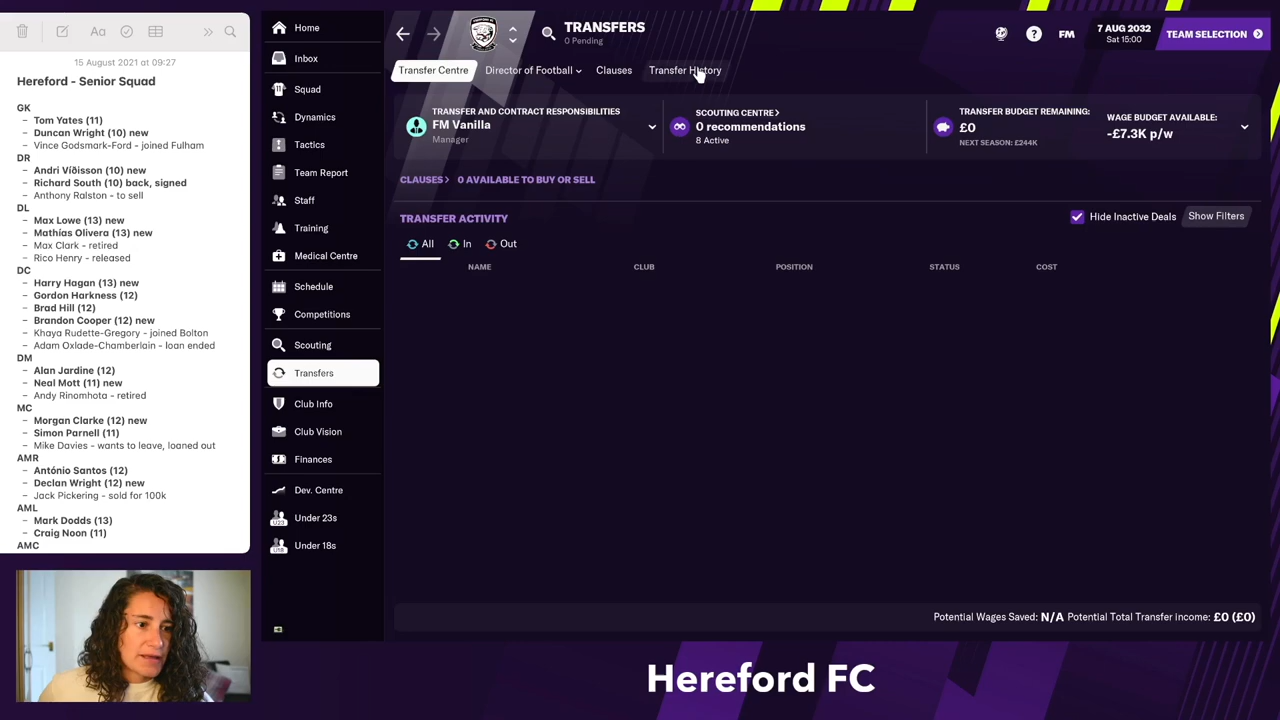 15 August 2021 at 09:27
Hereford - Senior Squad
GK
- Tom Yates (11)
- Duncan Wright (10) new
- Vince Godsmark-Ford - joined Fulham
DR
- Andri Víðisson (10) new
- Richard South (10) back, signed
- Anthony Ralston - to sell
DL
- Max Lowe (13) new
- Mathías Olivera (13) new
- Max Clark - retired
- Rico Henry - released
DC
- Harry Hagan (13) new
- Gordon Harkness (12)
- Brad Hill (12)
- Brandon Cooper (12) new
- Khaya Rudette-Gregory - joined Bolton
- Adam Oxlade-Chamberlain - loan ended
DM
- Alan Jardine (12)
- Neal Mott (11) new
- Andy Rinomhota - retired
MC
- Morgan Clarke (12) new
- Simon Parnell (11)
- Mike Davies - wants to leave, loaned out
AMR
- António Santos (12)
- Declan Wright (12) new
- Jack Pickering - sold for 100k
AML
- Mark Dodds (13)
- Craig Noon (11)
AMC
Home
Inbox
Squad
Dynamics
Tactics
Team Report
Staff
Training
Medical Centre
Schedule
Competitions
Scouting
Transfers
Club Info
Club Vision
Finances
Dev. Centre
Under 23s
Under 18s
TRANSFERS
0 Pending
FM
7 AUG 2032
Sat 15:00
TEAM SELECTION
Transfer Centre
Director of Football
Clauses
Transfer History
TRANSFER AND CONTRACT RESPONSIBILITIES
FM Vanilla
Manager
SCOUTING CENTRE>
0 recommendations
8 Active
TRANSFER BUDGET REMAINING:
£0
NEXT SEASON: £244K
WAGE BUDGET AVAILABLE:
-£7.3K p/w
CLAUSES> 0 AVAILABLE TO BUY OR SELL
TRANSFER ACTIVITY
Hide Inactive Deals
Show Filters
All In Out
NAME CLUB POSITION STATUS COST
Potential Wages Saved: N/A Potential Total Transfer income: £0 (£0)
Hereford FC